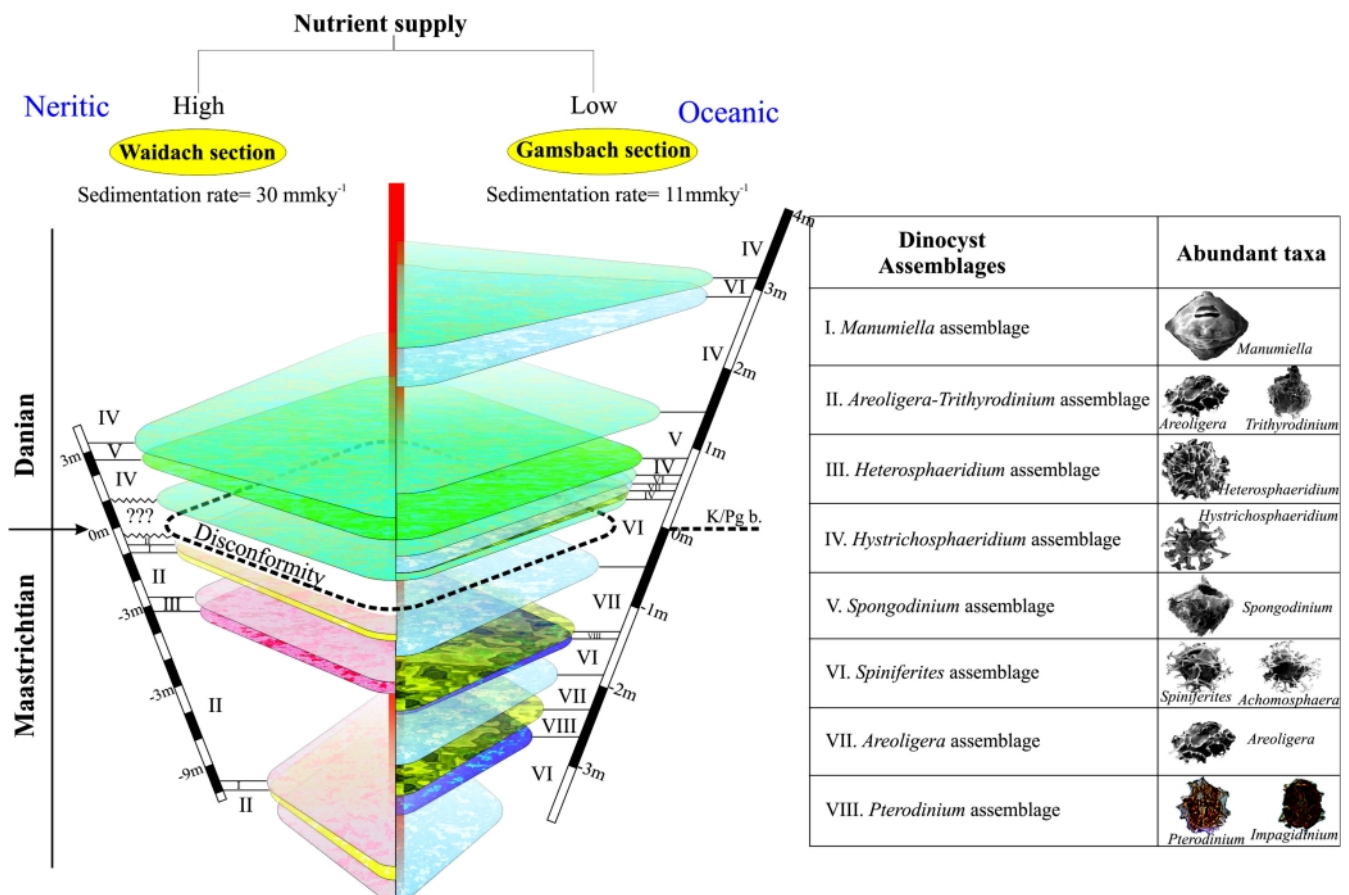 Nutrient supply
Neritic
High
Low
Oceanic
Waidach section
Gamsbach section
Sedimentation rate= 30 mmky-1
Sedimentation rate= 11mmky-1
Danian
Maastrichtian
IV
V
IV
???
I
II
III
II
I
II
3m
0m
-3m
-3m
-9m
Disconformity
IV
VI
IV
V
IV
VI
VII
IV
VI
VII
VIII
VI
VII
VIII
VI
4m
3m
2m
1m
0m
-1m
-2m
-3m
K/Pg b.
Dinocyst
Assemblages
Abundant taxa
I. Manumiella assemblage
Manumiella
II. Areoligera-Trithyrodinium assemblage
Areoligera
Trithyrodinium
III. Heterosphaeridium assemblage
Heterosphaeridium
IV. Hystrichosphaeridium assemblage
Hystrichosphaeridium
V. Spongodinium assemblage
Spongodinium
VI. Spiniferites assemblage
Spiniferites
Achomosphaera
VII. Areoligera assemblage
Areoligera
VIII. Pterodinium assemblage
Pterodinium
Impagidinium